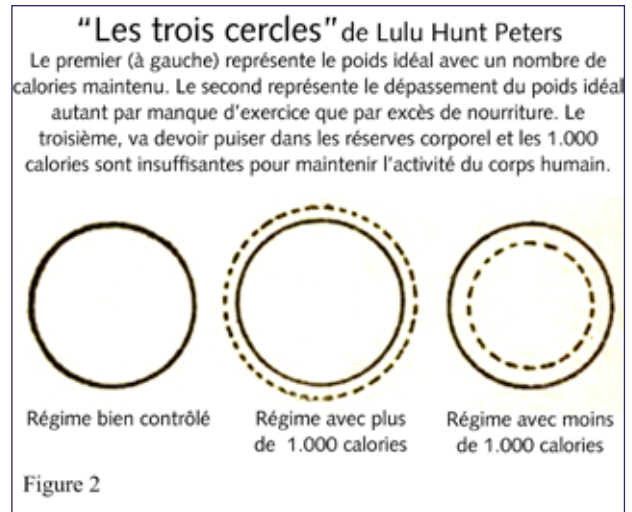 “Les trois cercles” de Lulu Hunt Peters
Le premier (à gauche) représente le poids idéal avec un nombre de
calories maintenu. Le second représente le dépassement du poids idéal
autant par manque d’exercice que par excès de nourriture. Le
troisième, va devoir puiser dans les réserves corporel et les 1.000
calories sont insuffisantes pour maintenir l’activité du corps humain.
Régime bien contrôlé
Régime avec plus
de 1.000 calories
Régime avec moins
de 1.000 calories
Figure 2